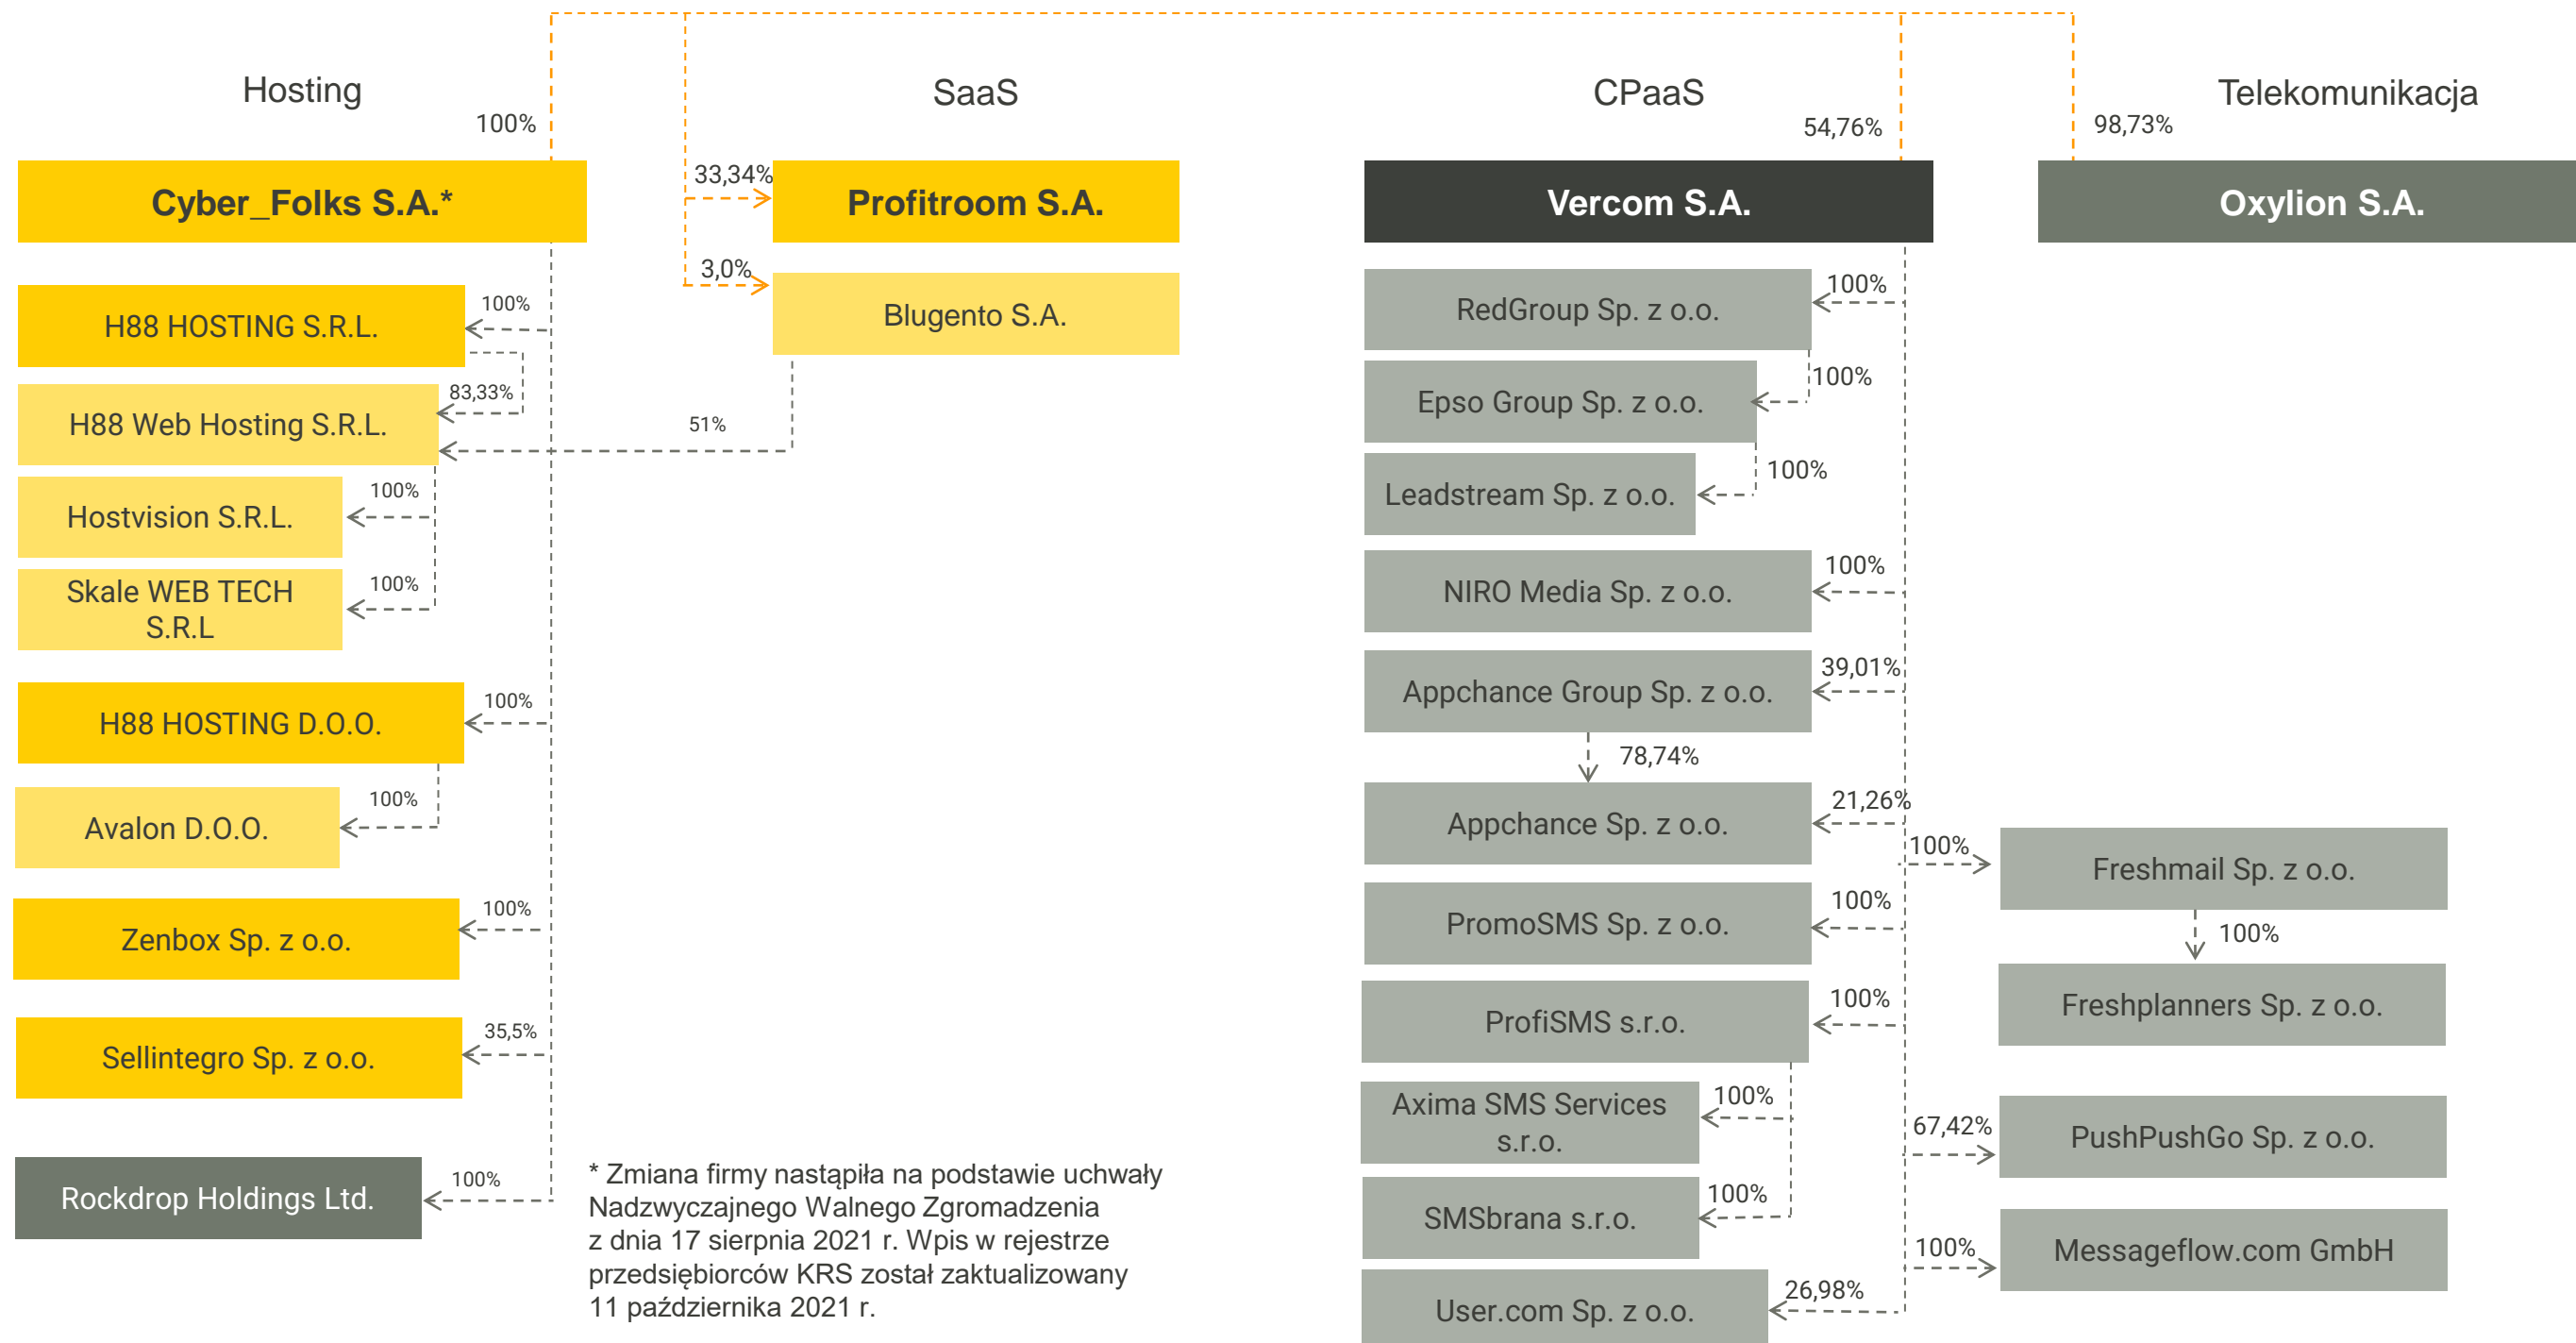 Hosting
SaaS
CPaaS
Telekomunikacja
100%
54,76%
98,73%
Cyber_Folks S.A.*
33,34%
Profitroom S.A.
Vercom S.A.
Oxylion S.A.
3,0%
Blugento S.A.
51%
H88 HOSTING S.R.L.
100%
83,33%
H88 Web Hosting S.R.L.
Hostvision S.R.L.
100%
Skale WEB TECH
S.R.L
100%
H88 HOSTING D.O.O.
100%
Avalon D.O.O.
100%
Zenbox Sp. z o.o.
100%
Sellintegro Sp. z o.o.
35,5%
Rockdrop Holdings Ltd.
100%
* Zmiana firmy nastąpiła na podstawie uchwały
Nadzwyczajnego Walnego Zgromadzenia
z dnia 17 sierpnia 2021 r. Wpis w rejestrze
przedsiębiorców KRS został zaktualizowany
11 października 2021 r.
RedGroup Sp. z o.o.
100%
Epso Group Sp. z o.o.
100%
Leadstream Sp. z o.o.
100%
NIRO Media Sp. z o.o.
100%
Appchance Group Sp. z o.o.
39,01%
78,74%
Appchance Sp. z o.o.
21,26%
PromoSMS Sp. z o.o.
100%
ProfiSMS s.r.o.
100%
Axima SMS Services
s.r.o.
100%
SMSbrana s.r.o.
100%
User.com Sp. z o.o.
26,98%
100%
Freshmail Sp. z o.o.
100%
Freshplanners Sp. z o.o.
67,42%
PushPushGo Sp. z o.o.
100%
Messageflow.com GmbH